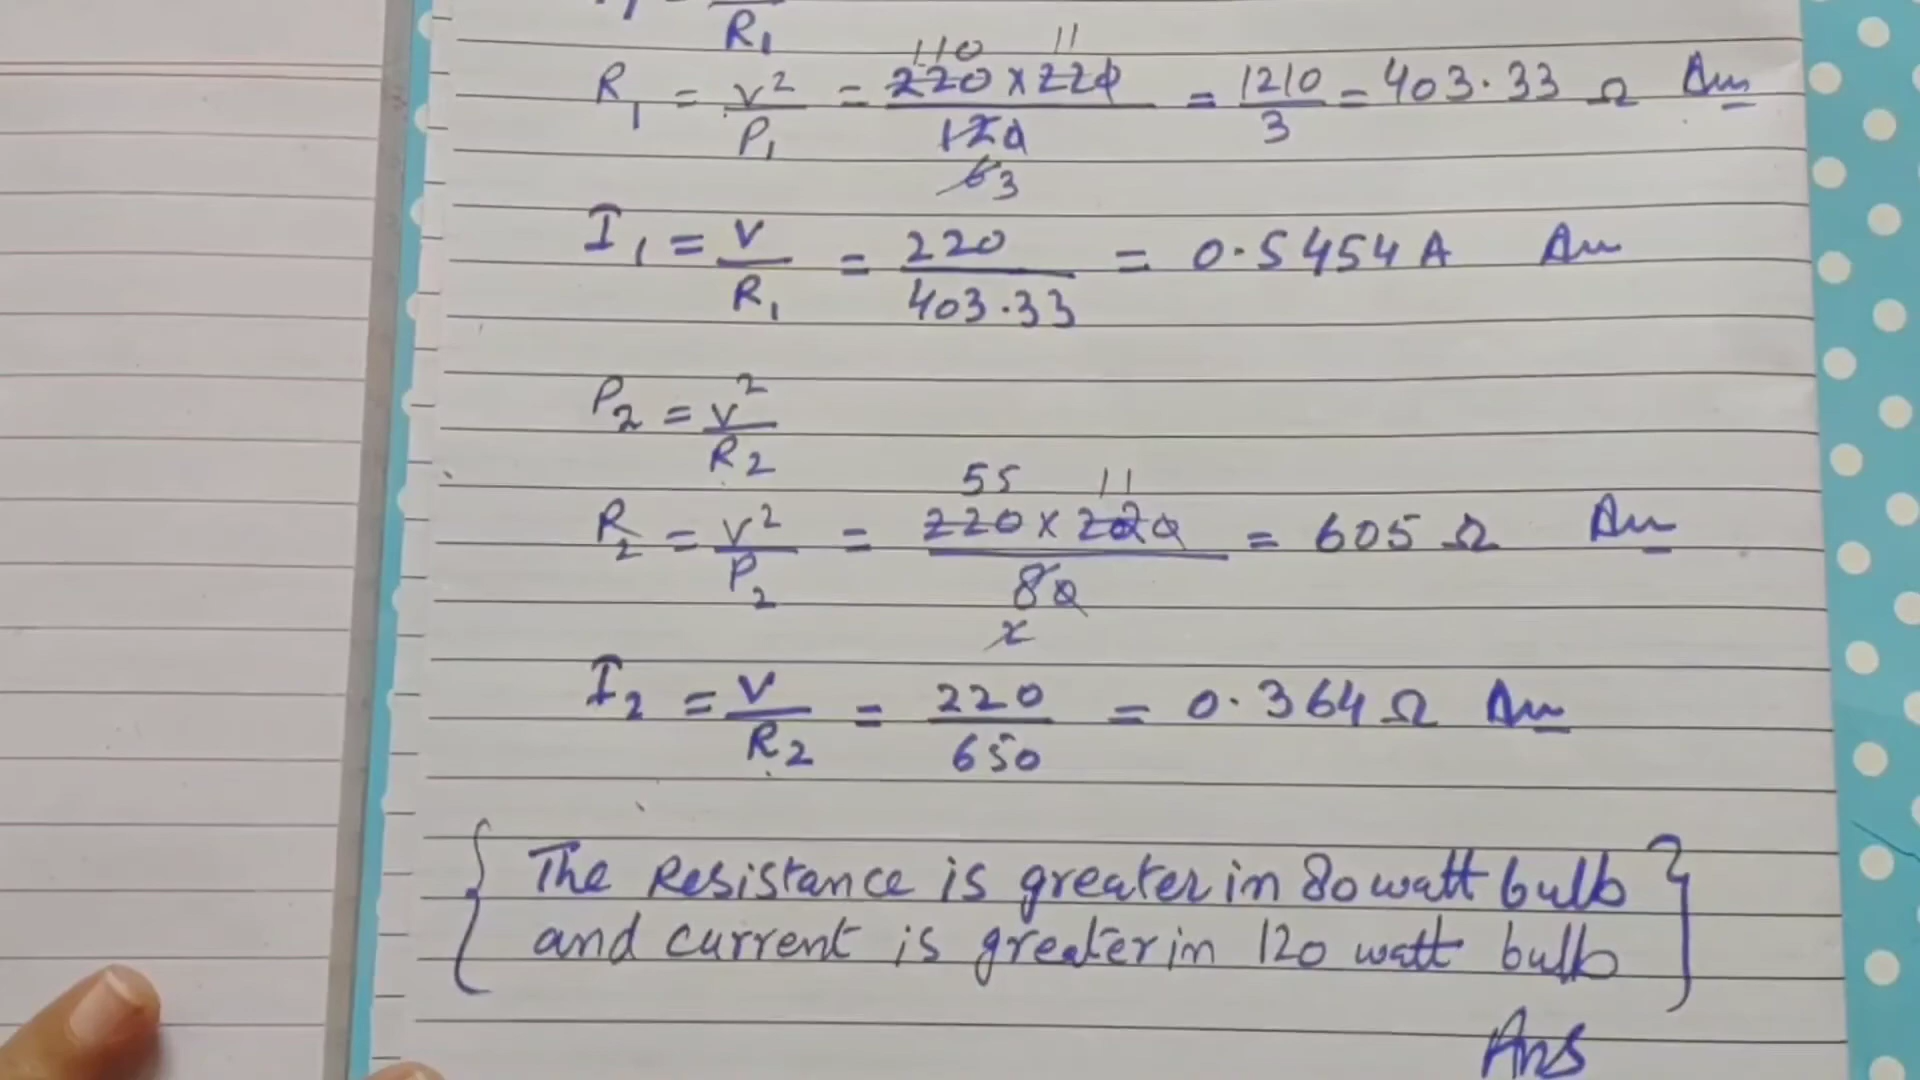 R₁
R₁ = v²/P₁ = 220 x 220/120 = 1210/3 = 403.33 Ω Ans
110 11
63
I₁ = V/R₁ = 220/403.33 = 0.5454 A Ans
P₂ = v²/R₂
55 11
R₂ = v²/P₂ = 220 x 220/80 = 605 Ω Ans
I₂ = V/R₂ = 220/650 = 0.364 Ω Ans
{ The Resistance is greater in 80 watt bulb }
and current is greater in 120 watt bulb
Ans